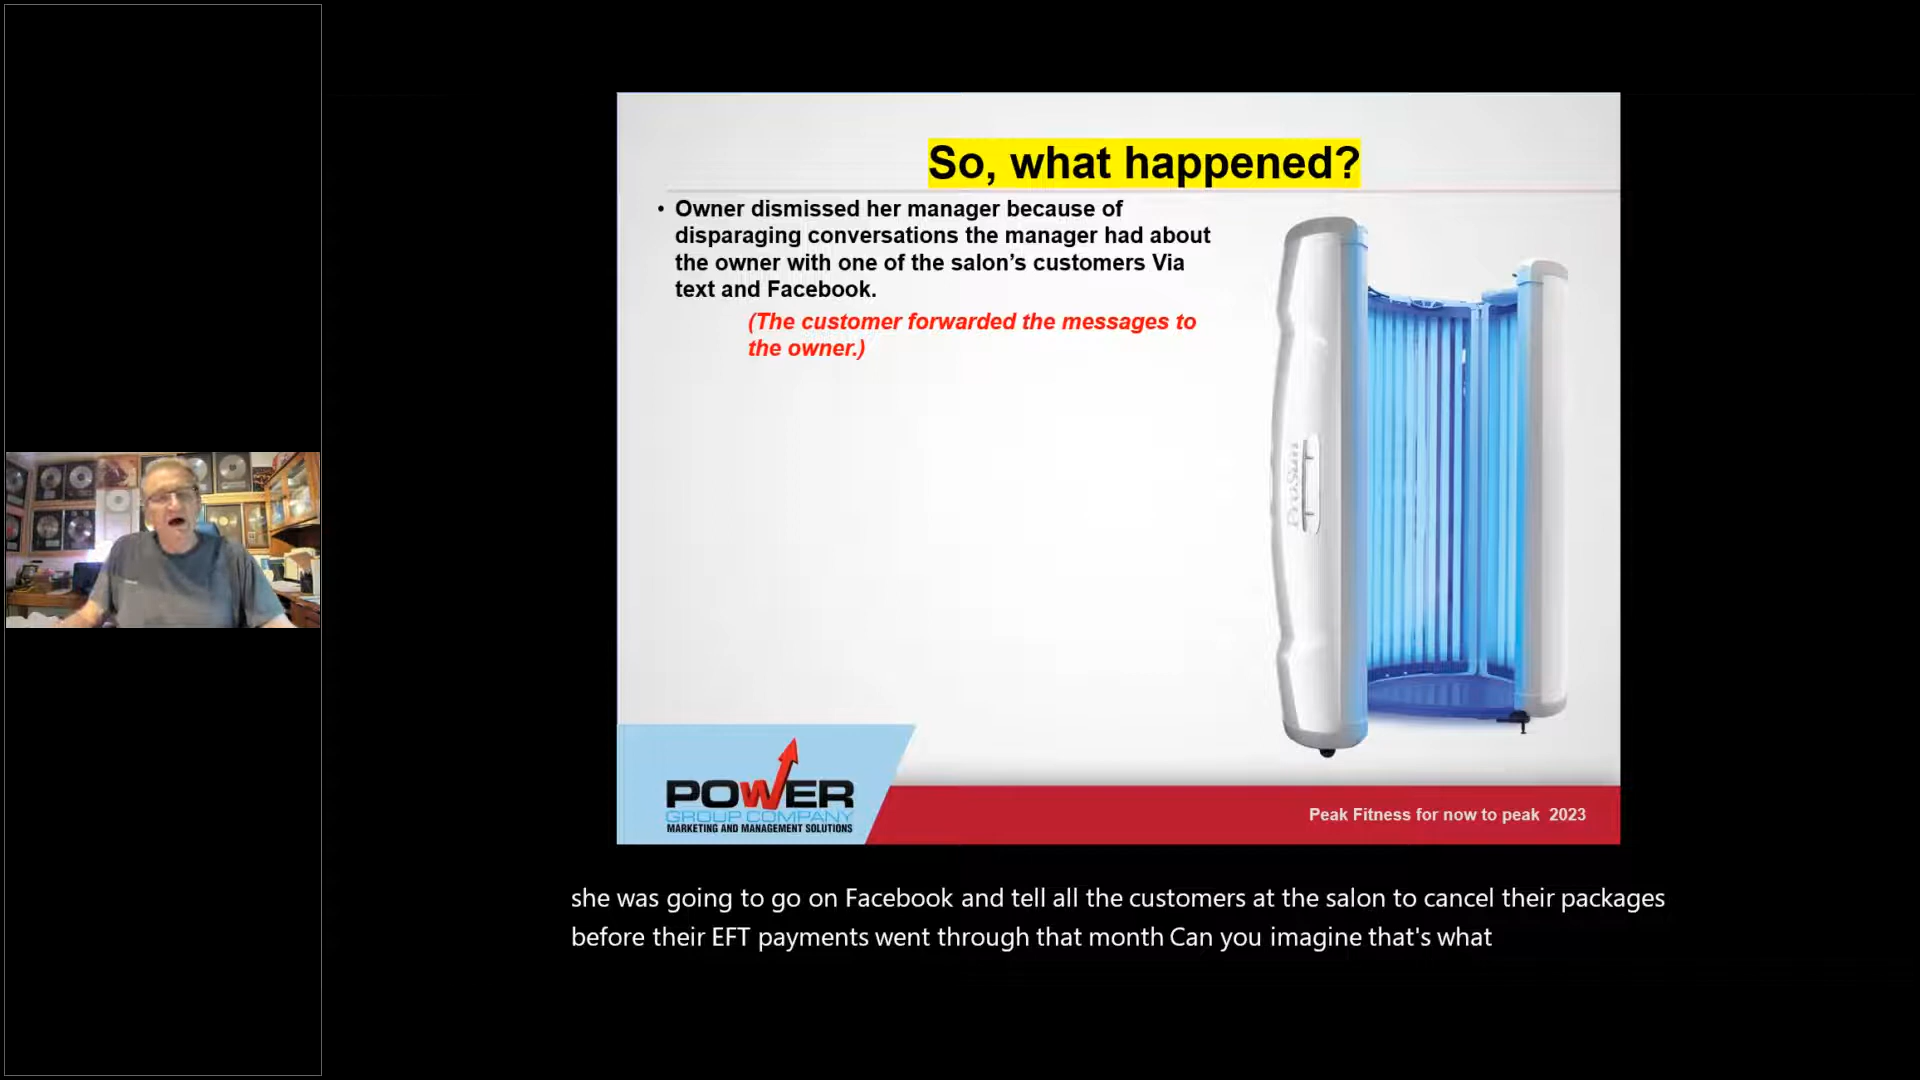 So, what happened?
• Owner dismissed her manager because of
disparaging conversations the manager had about
the owner with one of the salon’s customers Via
text and Facebook.
(The customer forwarded the messages to
the owner.)
ProSun
POWER
GROUP COMPANY
MARKETING AND MANAGEMENT SOLUTIONS
Peak Fitness for now to peak 2023
she was going to go on Facebook and tell all the customers at the salon to cancel their packages
before their EFT payments went through that month Can you imagine that's what